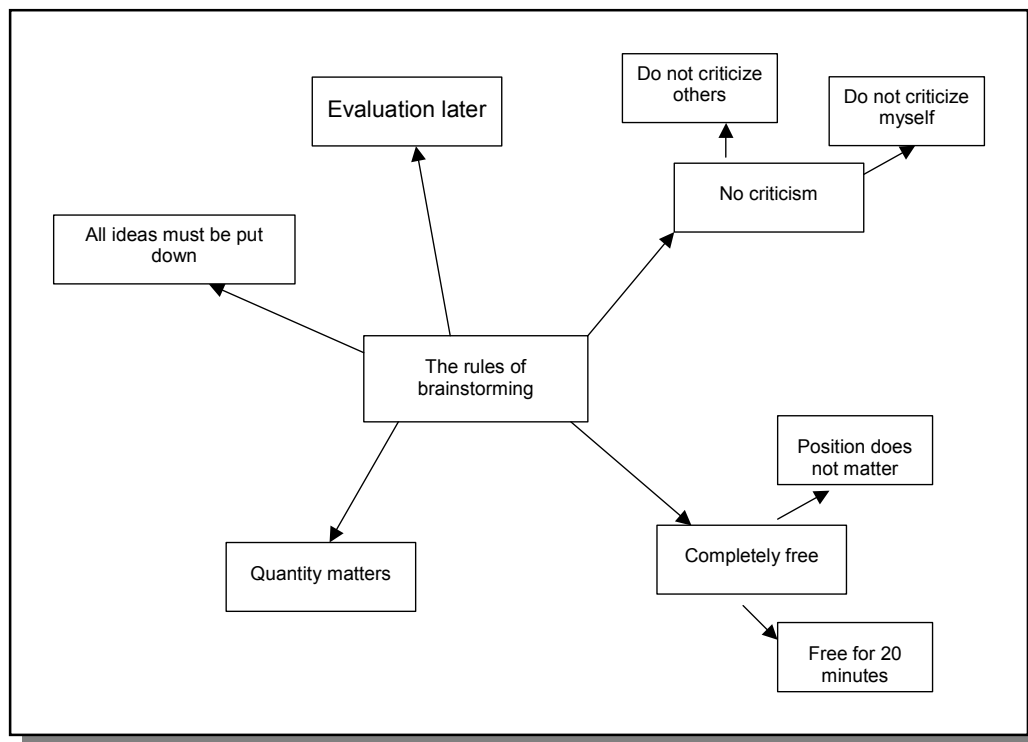 Do not criticize
others
Do not criticize
myself
Evaluation later
No criticism
All ideas must be put
down
The rules of
brainstorming
Position does
not matter
Completely free
Quantity matters
Free for 20
minutes